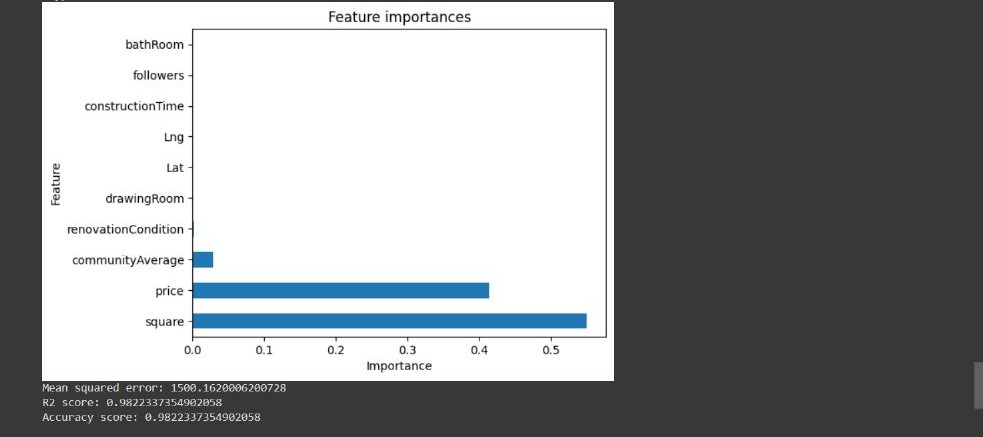 Feature importances
bathRoom
followers
constructionTime
Lng
Lat
drawingRoom
renovationCondition
communityAverage
price
square
Feature
0.0 0.1 0.2 0.3 0.4 0.5
Importance
Mean squared error: 1500.1620006200728
R2 score: 0.9822337354902058
Accuracy score: 0.9822337354902058